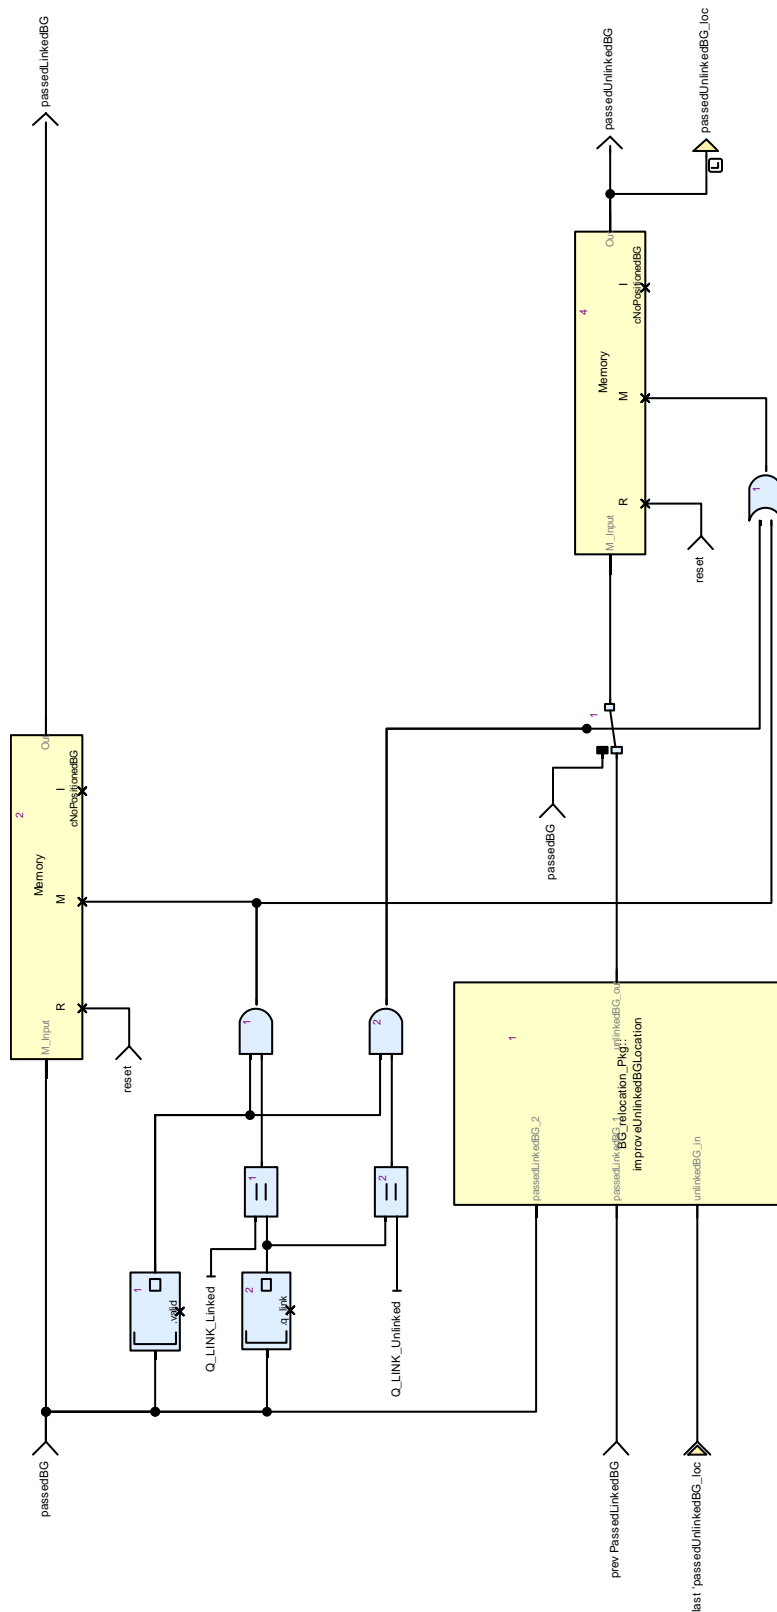 passedLinkedBG
passedUnlinkedBG
passedUnlinkedBG_loc
L
Out
I
cNoPositionedBG
4
Memory
M
R
M_Input
reset
1
Out
I
cNoPositionedBG
2
Memory
M
R
M_Input
reset
1
passedBG
1
2
1
unlinkedBG_out
BG_relocation_Pkg::
improveUnlinkedBGLocation
passedLinkedBG_2
passedLinkedBG_1
unlinkedBG_in
1
2
1
.valid
2
.q_link
Q_LINK_Linked
Q_LINK_Unlinked
passedBG
prev PassedLinkedBG
last 'passedUnlinkedBG_loc